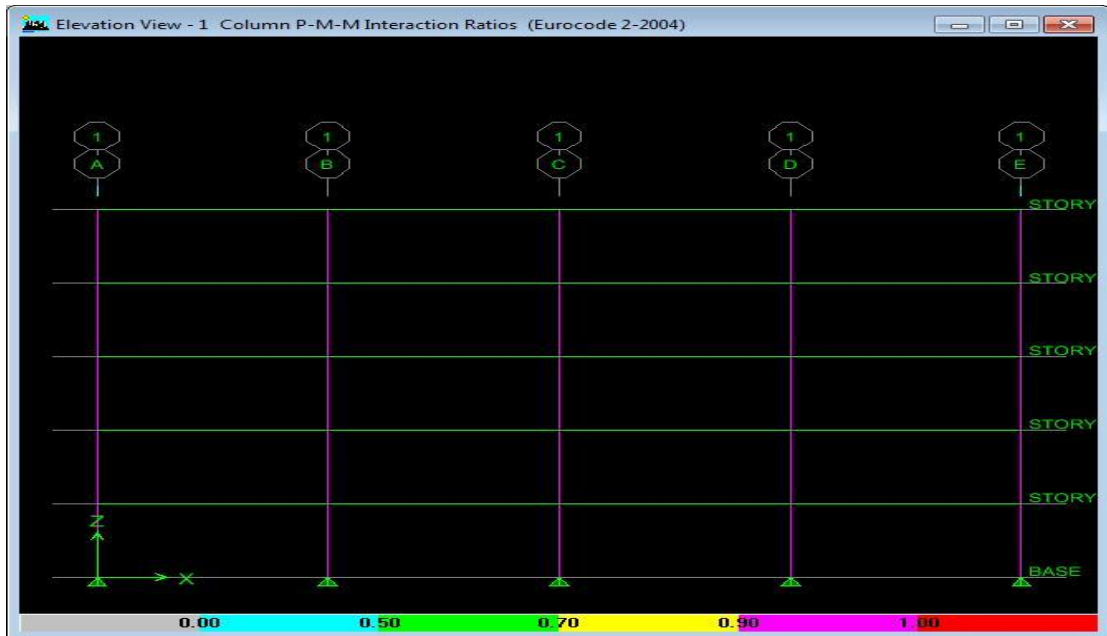 Elevation View - 1 Column P-M-M Interaction Ratios (Eurocode 2-2004)
1 1 1 1 1
A B C D E
STORY
STORY
STORY
STORY
STORY
Z
X
BASE
0.00 0.50 0.70 0.90 1.00